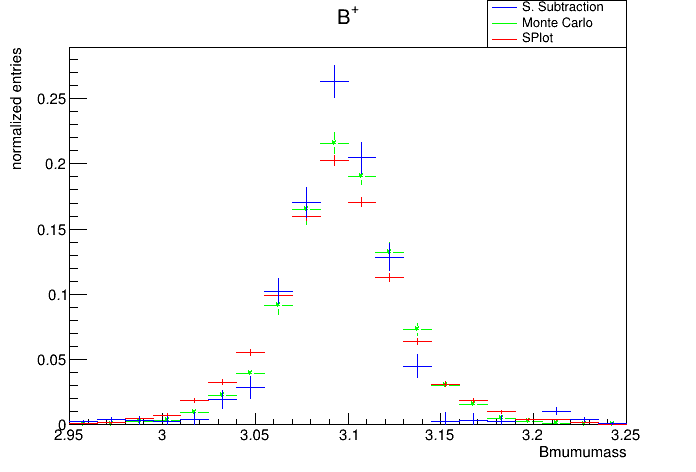 B+
S. Subtraction
Monte Carlo
SPlot
normalized entries
0.25
0.2
0.15
0.1
0.05
0
2.95
3
3.05
3.1
3.15
3.2
3.25
Bmumumass